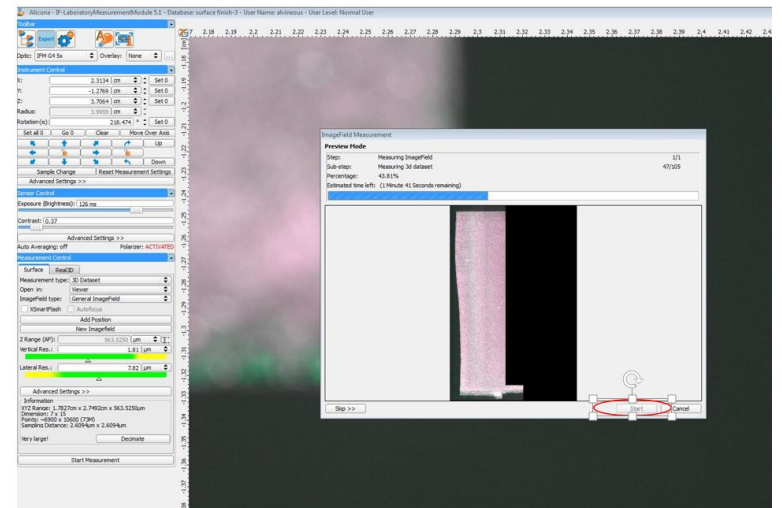 Alicona - IF-LaboratoryMeasurementModule 5.1 - Database: surface finish-3 - User Name: alvineous - User Level: Normal User
Toolbar
Expert
Optic: IFM G4 5x Overlay: None ...
Instrument Control
X: 2.3134 cm Set 0
Y: -1.2769 cm Set 0
Z: 3.7064 cm Set 0
Radius: 3.9939 cm
Rotation(α): 218.474 ° Set 0
Set all 0 Go 0 Clear Move Over Axis
Up
Down
Sample Change Reset Measurement Settings
Advanced Settings >>
Sensor Control
Exposure (Brightness): 126 ms
Contrast: 0.37
Advanced Settings >>
Auto Averaging: off Polarizer: ACTIVATED
Measurement Control
Surface Real3D
Measurement type: 3D Dataset
Open in: Viewer
ImageField type: General ImageField
XSmartFlash Autofocus
Add Position
New Imagefield
Z Range (AF): 563.5250 µm
Vertical Res.: 1.81 µm
Lateral Res.: 7.82 µm
Advanced Settings >>
Information
XYZ Range: 1.7827cm x 2.7492cm x 563.5250µm
Dimension: 7 x 15
Points: ~6900 x 10600 (73M)
Sampling Distance: 2.6094µm x 2.6094µm
Very large! Decimate
Start Measurement
2.18 2.19 2.2 2.21 2.22 2.23 2.24 2.25 2.26 2.27 2.28 2.29 2.3 2.31 2.32 2.33 2.34 2.35 2.36 2.37 2.38 2.39 2.4 2.41 2.42
ImageField Measurement
Preview Mode
Step: Measuring ImageField 1/1
Sub-step: Measuring 3d dataset 47/105
Percentage: 43.81%
Estimated time left: (1 Minute 41 Seconds remaining)
Skip >> Start Cancel